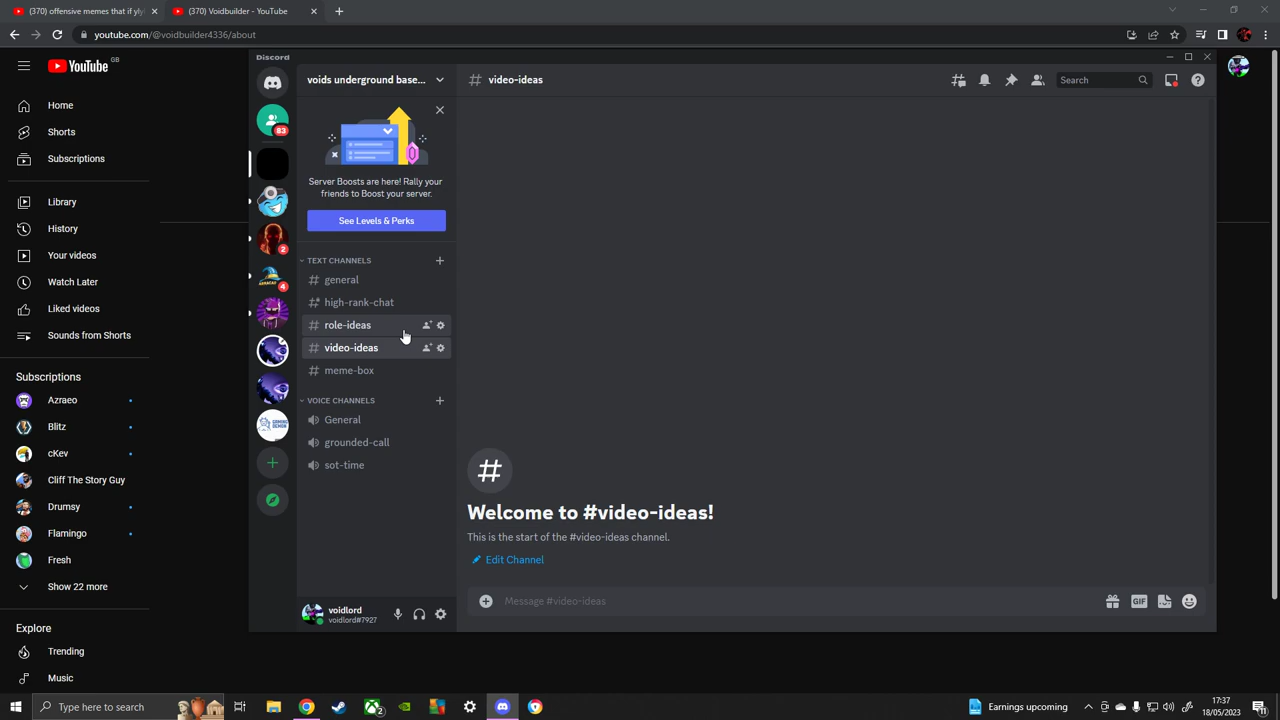 (370) offensive memes that if yly
(370) Voidbuilder - YouTube
youtube.com/@voidbuilder4336/about
YouTube GB
Home
Shorts
Subscriptions
Library
History
Your videos
Watch Later
Liked videos
Sounds from Shorts
Subscriptions
Azraeo
Blitz
cKev
Cliff The Story Guy
Drumsy
Flamingo
Fresh
Show 22 more
Explore
Trending
Music
Discord
83
2
4
voids underground base...
Server Boosts are here! Rally your
friends to Boost your server.
See Levels & Perks
TEXT CHANNELS
general
high-rank-chat
role-ideas
video-ideas
meme-box
VOICE CHANNELS
General
grounded-call
sot-time
voidlord
voidlord#7927
video-ideas
Search
Welcome to #video-ideas!
This is the start of the #video-ideas channel.
Edit Channel
Message #video-ideas
GIF
Type here to search
2
Earnings upcoming
17:37
18/05/2023